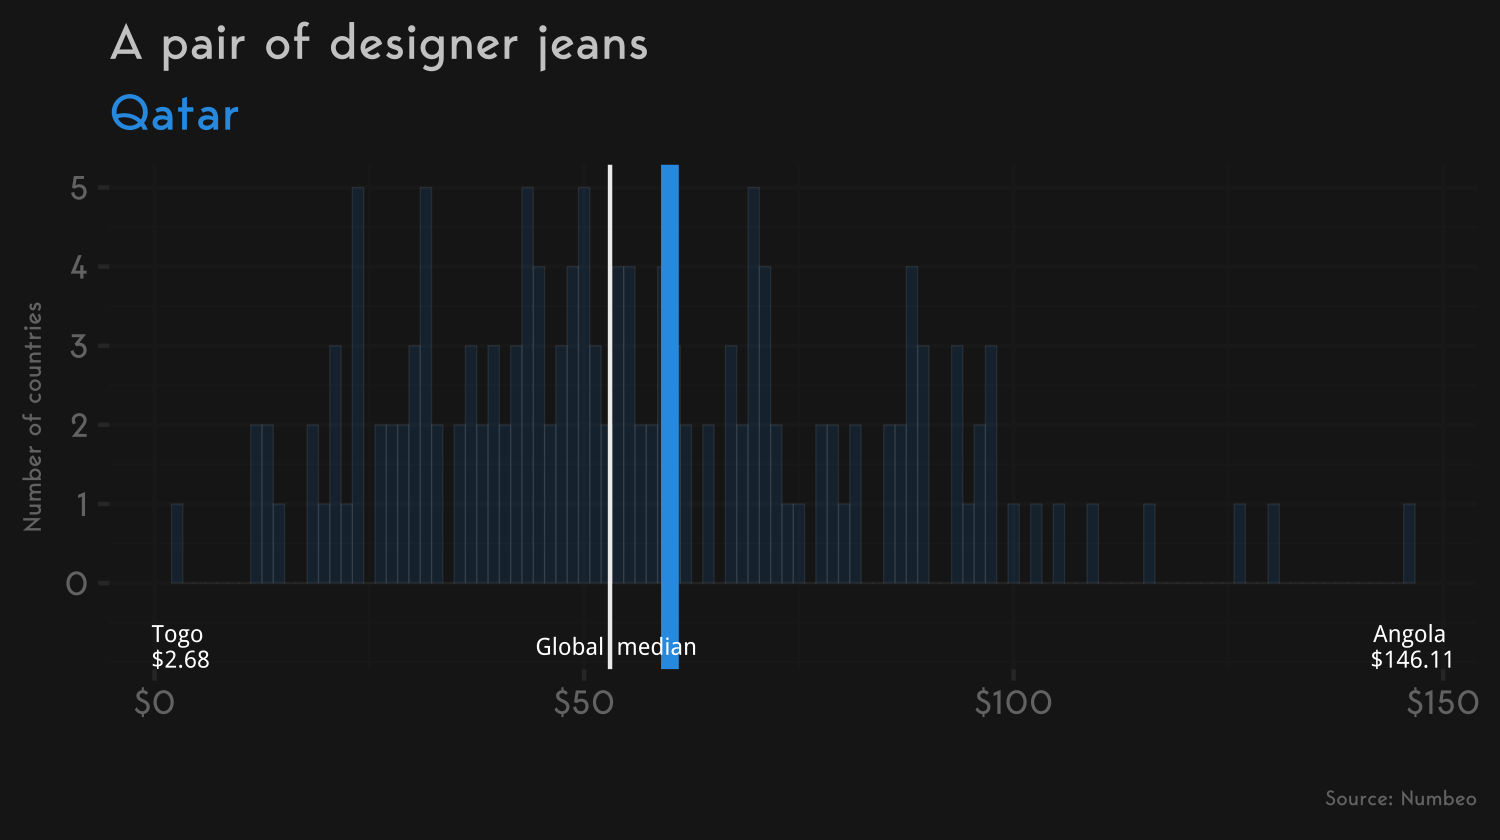 A pair of designer jeans
Qatar
Number of countries
5
4
3
2
1
0
Togo
$2.68
Global median
Angola
$146.11
$0
$50
$100
$150
Source: Numbeo